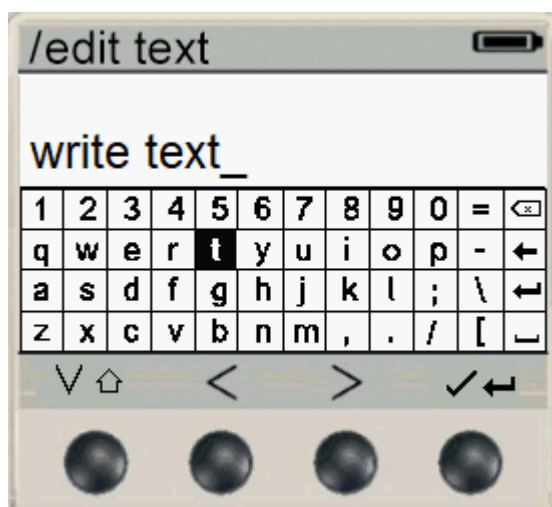 /edit text
write text_
1 2 3 4 5 6 7 8 9 0 =
q w e r t y u i o p -
a s d f g h j k l ; \
z x c v b n m , . / [